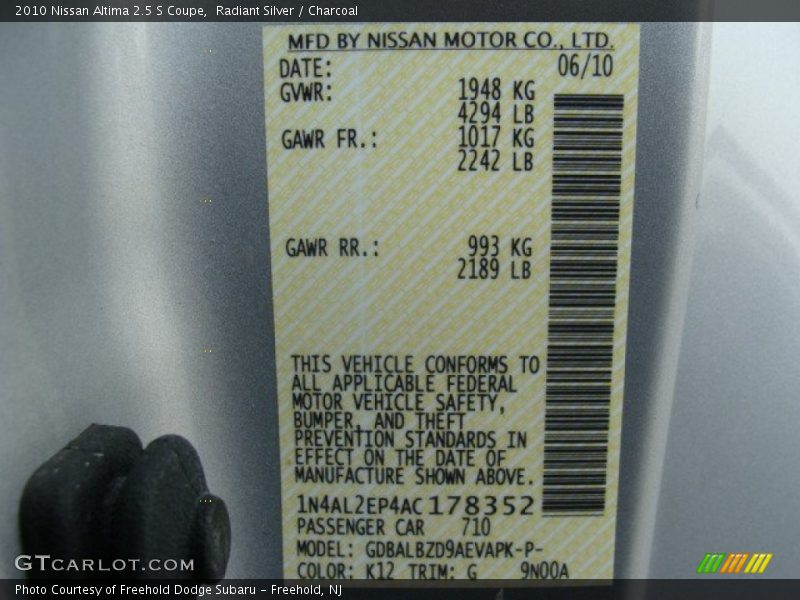 2010 Nissan Altima 2.5 S Coupe, Radiant Silver / Charcoal
MFD BY NISSAN MOTOR CO., LTD.
DATE: 06/10
GVWR: 1948 KG
4294 LB
GAWR FR.: 1017 KG
2242 LB
GAWR RR.: 993 KG
2189 LB
THIS VEHICLE CONFORMS TO
ALL APPLICABLE FEDERAL
MOTOR VEHICLE SAFETY,
BUMPER, AND THEFT
PREVENTION STANDARDS IN
EFFECT ON THE DATE OF
MANUFACTURE SHOWN ABOVE.
1N4AL2EP4AC178352
PASSENGER CAR 710
MODEL: GDBALBZD9AEVAPK-P-
COLOR: K12 TRIM: G 9N00A
GTCARLOT.COM
Photo Courtesy of Freehold Dodge Subaru - Freehold, NJ